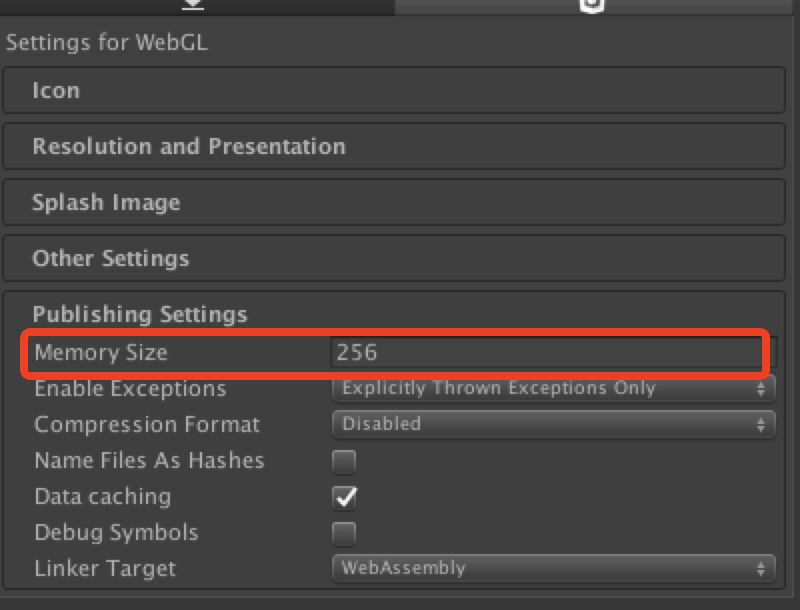 Settings for WebGL
Icon
Resolution and Presentation
Splash Image
Other Settings
Publishing Settings
Memory Size 256
Enable Exceptions Explicitly Thrown Exceptions Only
Compression Format Disabled
Name Files As Hashes
Data caching
Debug Symbols
Linker Target WebAssembly